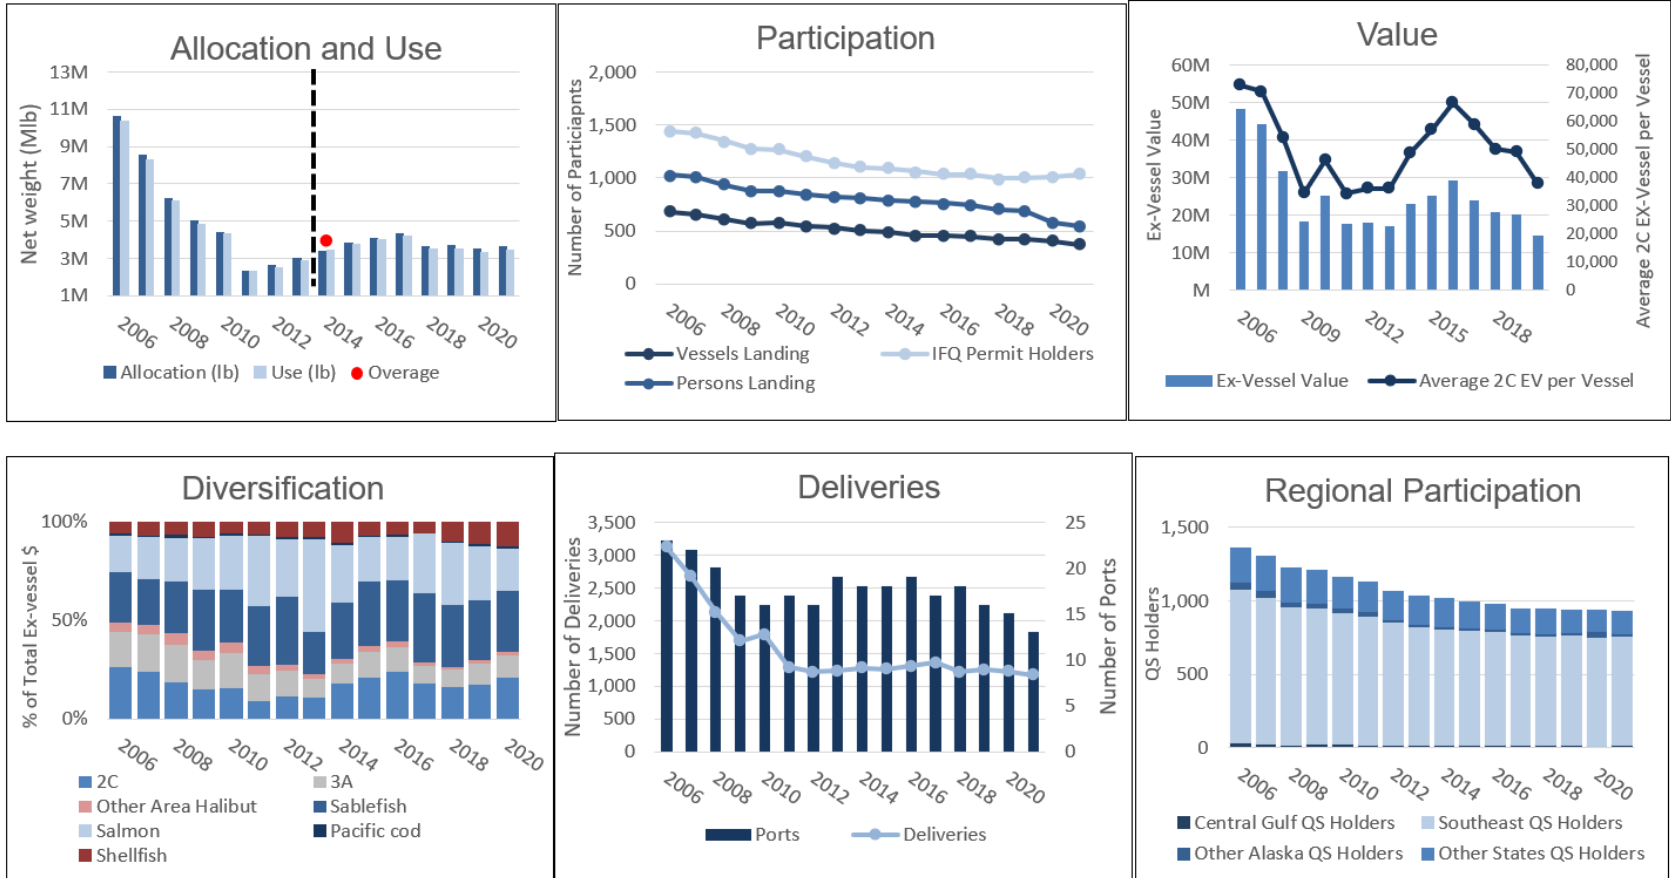 Allocation and Use
13M
11M
9M
7M
5M
3M
1M
Net weight (Mlb)
2006
2008
2010
2012
2014
2016
2018
2020
Allocation (lb)
Use (lb)
Overage
Participation
2,000
1,500
1,000
500
0
Number of Particiapnts
2006
2008
2010
2012
2014
2016
2018
2020
Vessels Landing
IFQ Permit Holders
Persons Landing
Value
60M
50M
40M
30M
20M
10M
M
Ex-Vessel Value
80,000
70,000
60,000
50,000
40,000
30,000
20,000
10,000
0
Average 2C EX-Vessel per Vessel
2006
2009
2012
2015
2018
Ex-Vessel Value
Average 2C EV per Vessel
Diversification
100%
50%
0%
% of Total Ex-vessel $
2006
2008
2010
2012
2014
2016
2018
2020
2C
3A
Other Area Halibut
Sablefish
Salmon
Pacific cod
Shellfish
Deliveries
3,500
3,000
2,500
2,000
1,500
1,000
500
0
Number of Deliveries
25
20
15
10
5
0
Number of Ports
2006
2008
2010
2012
2014
2016
2018
2020
Ports
Deliveries
Regional Participation
1,500
1,000
500
0
QS Holders
2006
2008
2010
2012
2014
2016
2018
2020
Central Gulf QS Holders
Southeast QS Holders
Other Alaska QS Holders
Other States QS Holders